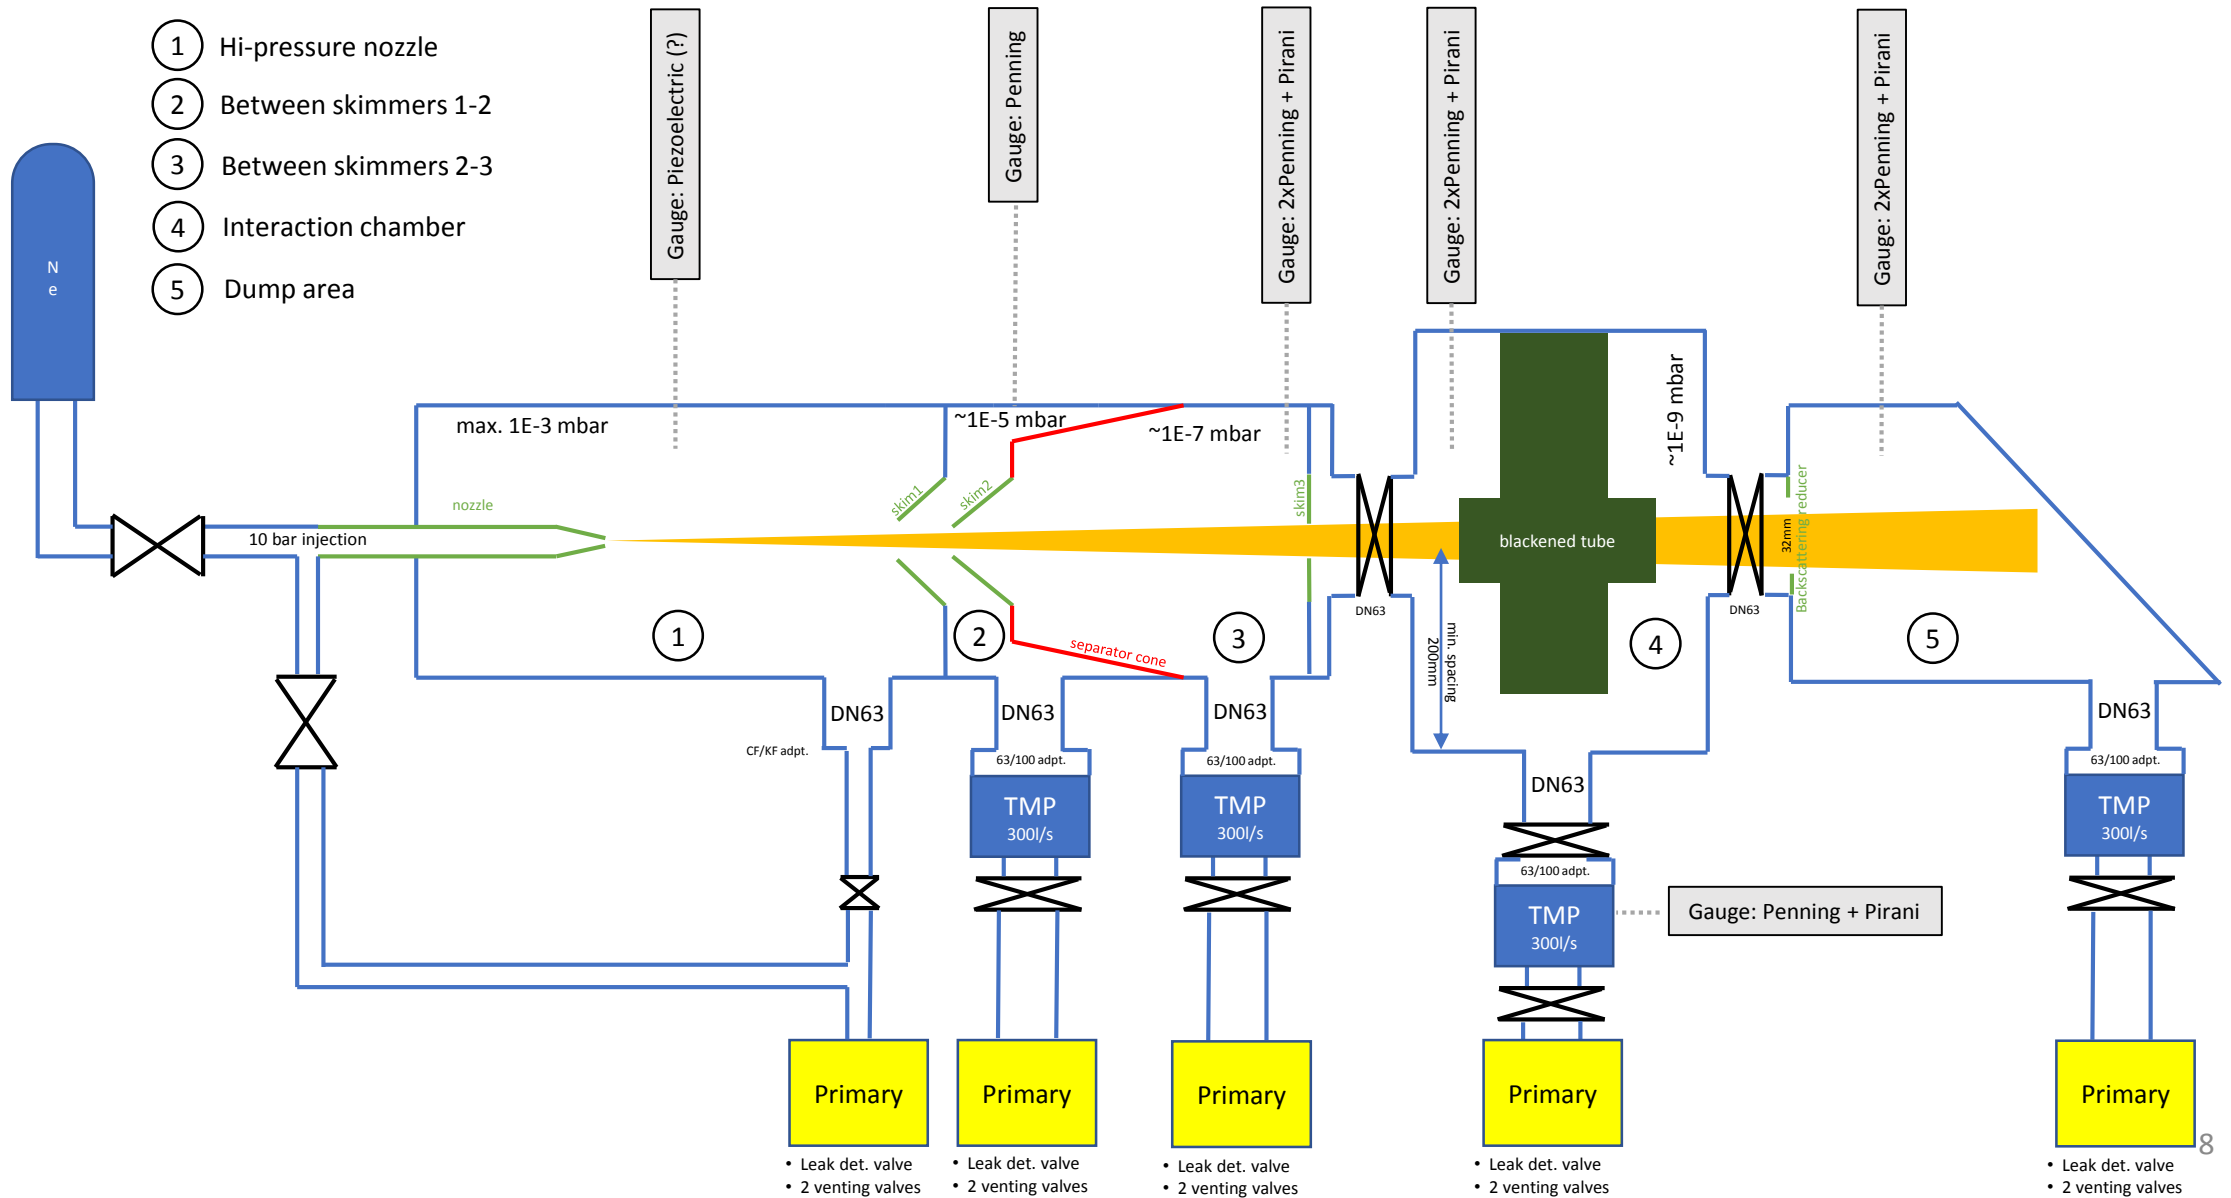 1 Hi-pressure nozzle
2 Between skimmers 1-2
3 Between skimmers 2-3
4 Interaction chamber
5 Dump area
N
e
Gauge: Piezoelectric (?)
Gauge: Penning
Gauge: 2xPenning + Pirani
Gauge: 2xPenning + Pirani
Gauge: 2xPenning + Pirani
max. 1E-3 mbar
~1E-5 mbar
~1E-7 mbar
~1E-9 mbar
nozzle
skim1
skim2
skim3
10 bar injection
blackened tube
32mm
Backscattering reducer
DN63
DN63
1
2
3
4
5
separator cone
min. spacing
200mm
DN63
DN63
DN63
DN63
DN63
CF/KF adpt.
63/100 adpt.
63/100 adpt.
63/100 adpt.
63/100 adpt.
TMP
300l/s
TMP
300l/s
TMP
300l/s
TMP
300l/s
Gauge: Penning + Pirani
Primary
Primary
Primary
Primary
Primary
• Leak det. valve
• 2 venting valves
• Leak det. valve
• 2 venting valves
• Leak det. valve
• 2 venting valves
• Leak det. valve
• 2 venting valves
• Leak det. valve
• 2 venting valves
8